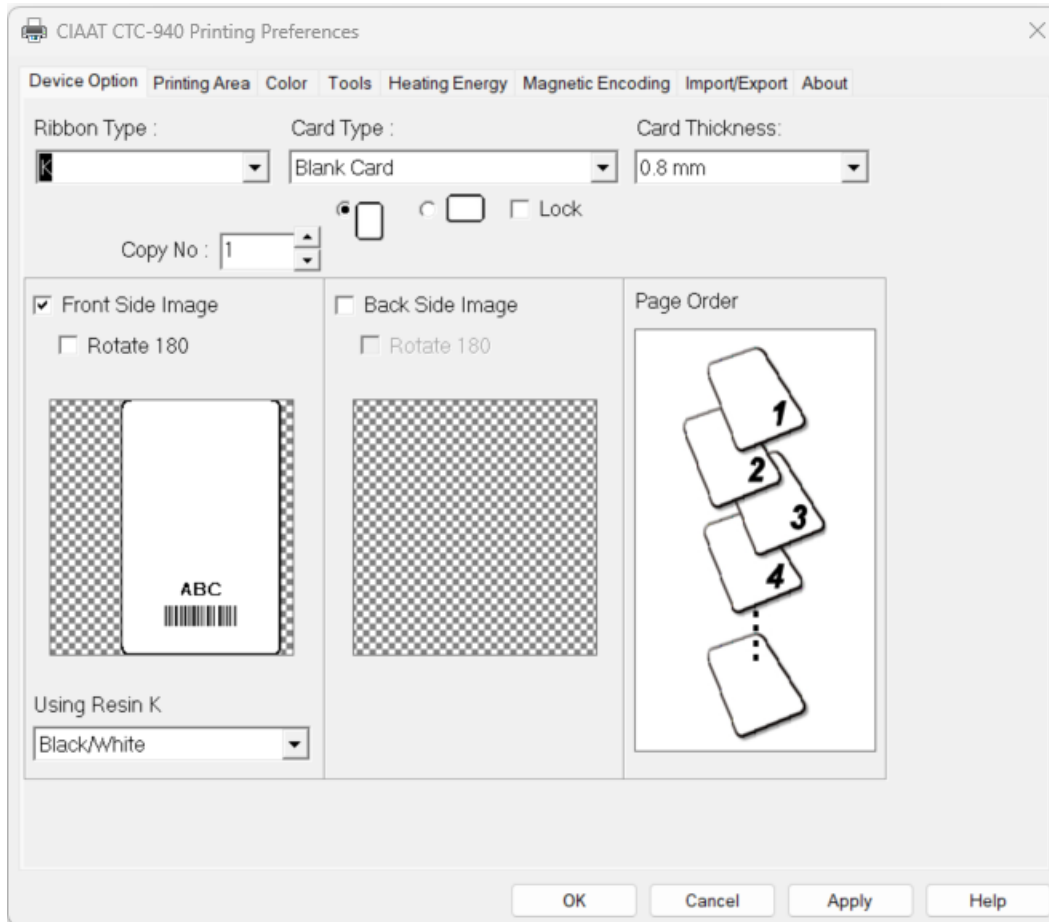 CIAAT CTC-940 Printing Preferences
Device Option Printing Area Color Tools Heating Energy Magnetic Encoding Import/Export About
Ribbon Type : Card Type : Card Thickness:
K Blank Card 0.8 mm
Lock
Copy No : 1
Front Side Image Back Side Image Page Order
Rotate 180 Rotate 180
1
2
3
4
ABC
Using Resin K
Black/White
OK Cancel Apply Help